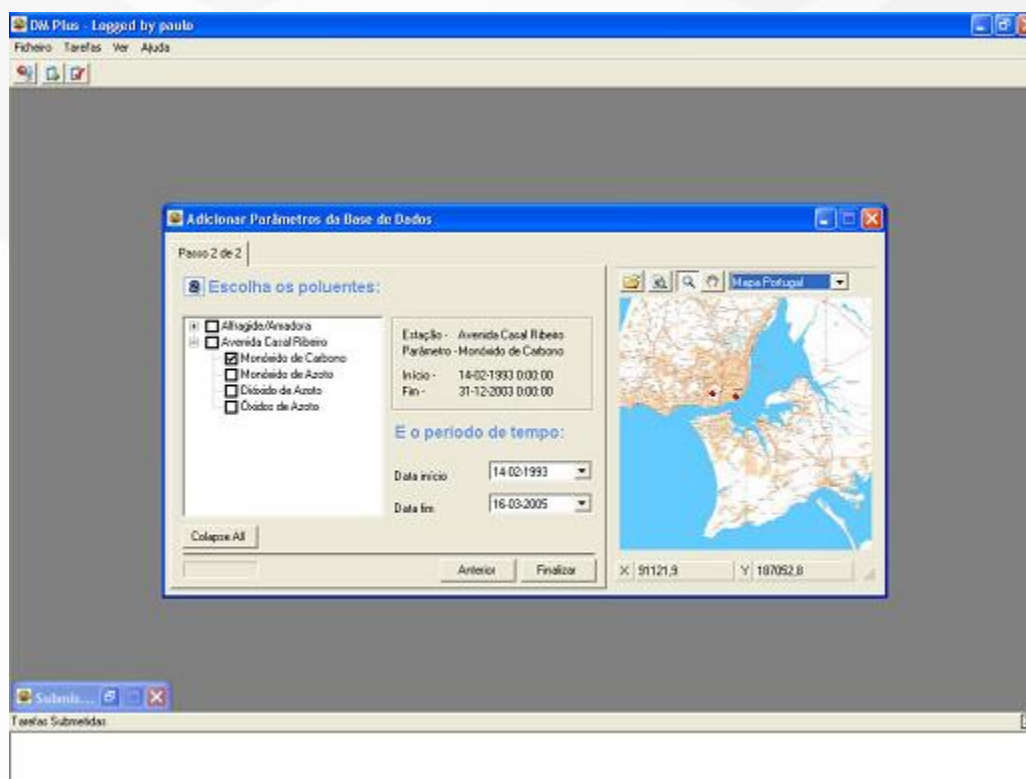 DM Plus - Logged by paulo
Ficheiro Tarefas Ver Ajuda
Adicionar Parâmetros da Base de Dados
Passo 2 de 2
Escolha os poluentes:
Alfragide/Amadora
Avenida Casal Ribeiro
Monóxido de Carbono
Monóxido de Azoto
Dióxido de Azoto
Óxidos de Azoto
Colapse All
Estação - Avenida Casal Ribeiro
Parâmetro - Monóxido de Carbono
Início - 14-02-1993 0:00:00
Fim - 31-12-2003 0:00:00
E o período de tempo:
Data início 14-02-1993
Data fim 16-03-2005
Anterior Finalizar
Mapa Portugal
X 91121,9 Y 187052,8
Submis...
Tarefas Submetidas